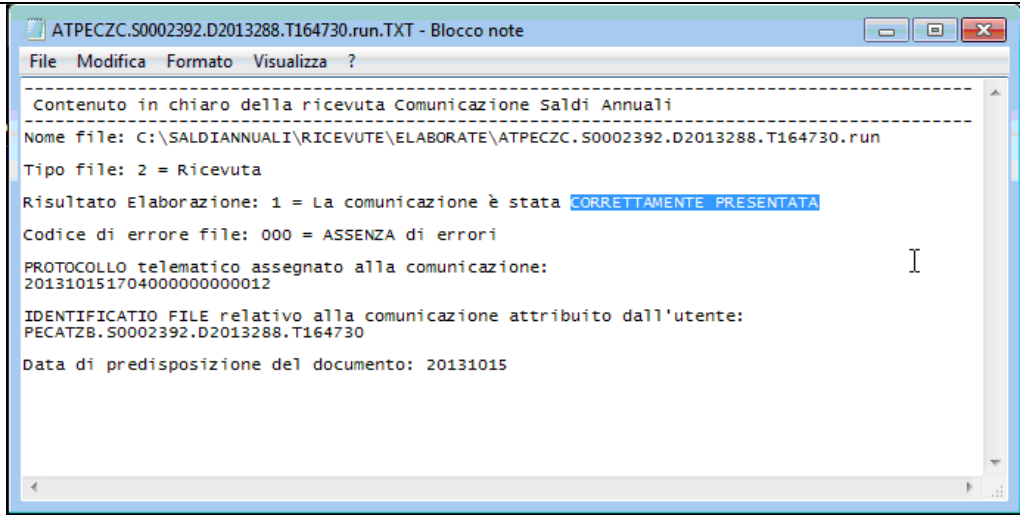 ATPECZC.S0002392.D2013288.T164730.run.TXT - Blocco note
File Modifica Formato Visualizza ?
--------------------------------------------------------------------------------
Contenuto in chiaro della ricevuta Comunicazione Saldi Annuali
--------------------------------------------------------------------------------
Nome file: C:\SALDIANNUALI\RICEVUTE\ELABORATE\ATPECZC.S0002392.D2013288.T164730.run
Tipo file: 2 = Ricevuta
Risultato Elaborazione: 1 = La comunicazione è stata CORRETTAMENTE PRESENTATA
Codice di errore file: 000 = ASSENZA di errori
PROTOCOLLO telematico assegnato alla comunicazione:
20131015170400000000012
IDENTIFICATIO FILE relativo alla comunicazione attribuito dall'utente:
PECATZB.S0002392.D2013288.T164730
Data di predisposizione del documento: 20131015